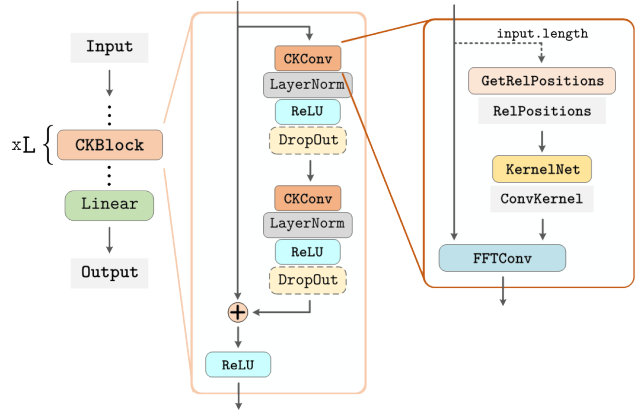 Input
xL
CKBlock
Linear
Output
CKConv
LayerNorm
ReLU
DropOut
CKConv
LayerNorm
ReLU
DropOut
+
ReLU
input.length
GetRelPositions
RelPositions
KernelNet
ConvKernel
FFTConv